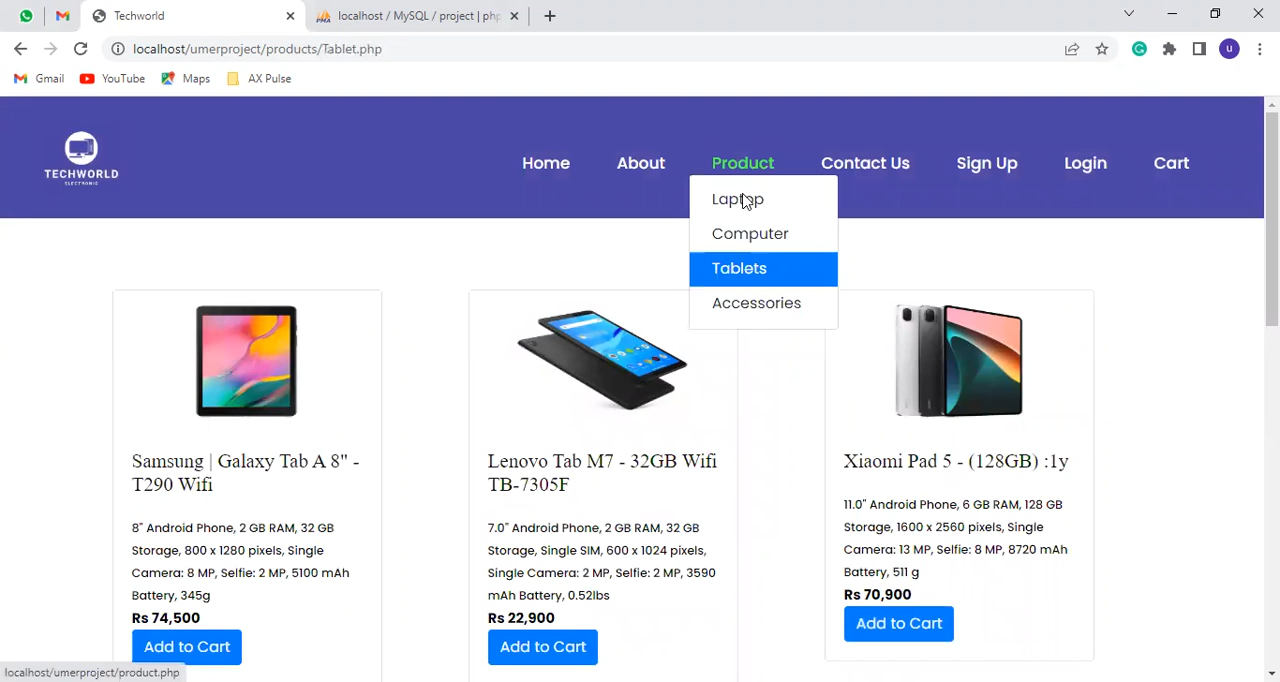 Techworld
localhost / MySQL / project | php
localhost/umerproject/products/Tablet.php
u
Gmail
YouTube
Maps
AX Pulse
TECHWORLD
ELECTRONIC
Home
About
Product
Contact Us
Sign Up
Login
Cart
Laptop
Computer
Tablets
Accessories
Samsung | Galaxy Tab A 8" -
T290 Wifi
8" Android Phone, 2 GB RAM, 32 GB
Storage, 800 x 1280 pixels, Single
Camera: 8 MP, Selfie: 2 MP, 5100 mAh
Battery, 345g
Rs 74,500
Add to Cart
Lenovo Tab M7 - 32GB Wifi
TB-7305F
7.0" Android Phone, 2 GB RAM, 32 GB
Storage, Single SIM, 600 x 1024 pixels,
Single Camera: 2 MP, Selfie: 2 MP, 3590
mAh Battery, 0.52lbs
Rs 22,900
Add to Cart
Xiaomi Pad 5 - (128GB) :1y
11.0" Android Phone, 6 GB RAM, 128 GB
Storage, 1600 x 2560 pixels, Single
Camera: 13 MP, Selfie: 8 MP, 8720 mAh
Battery, 511 g
Rs 70,900
Add to Cart
localhost/umerproject/product.php